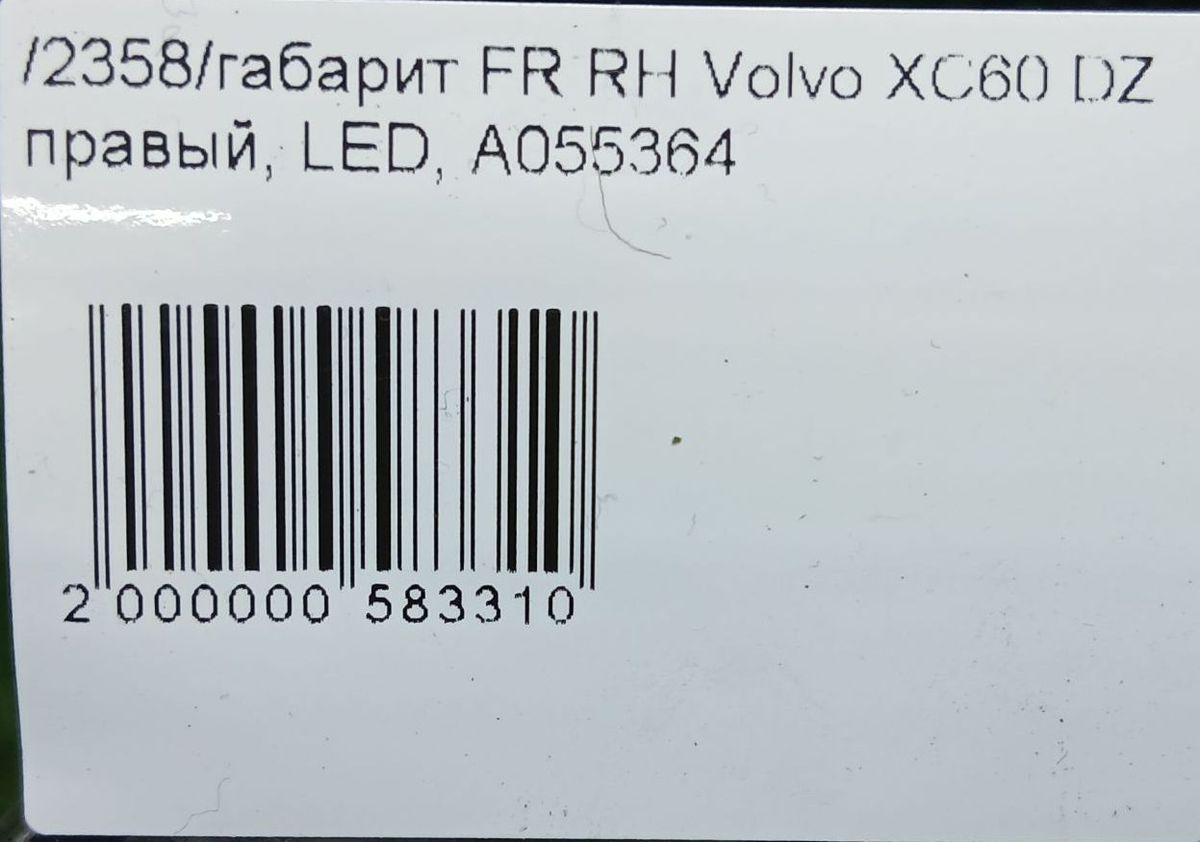 /2358/габарит FR RH Volvo XC60 DZ
правый, LED, A055364
2 000000 583310